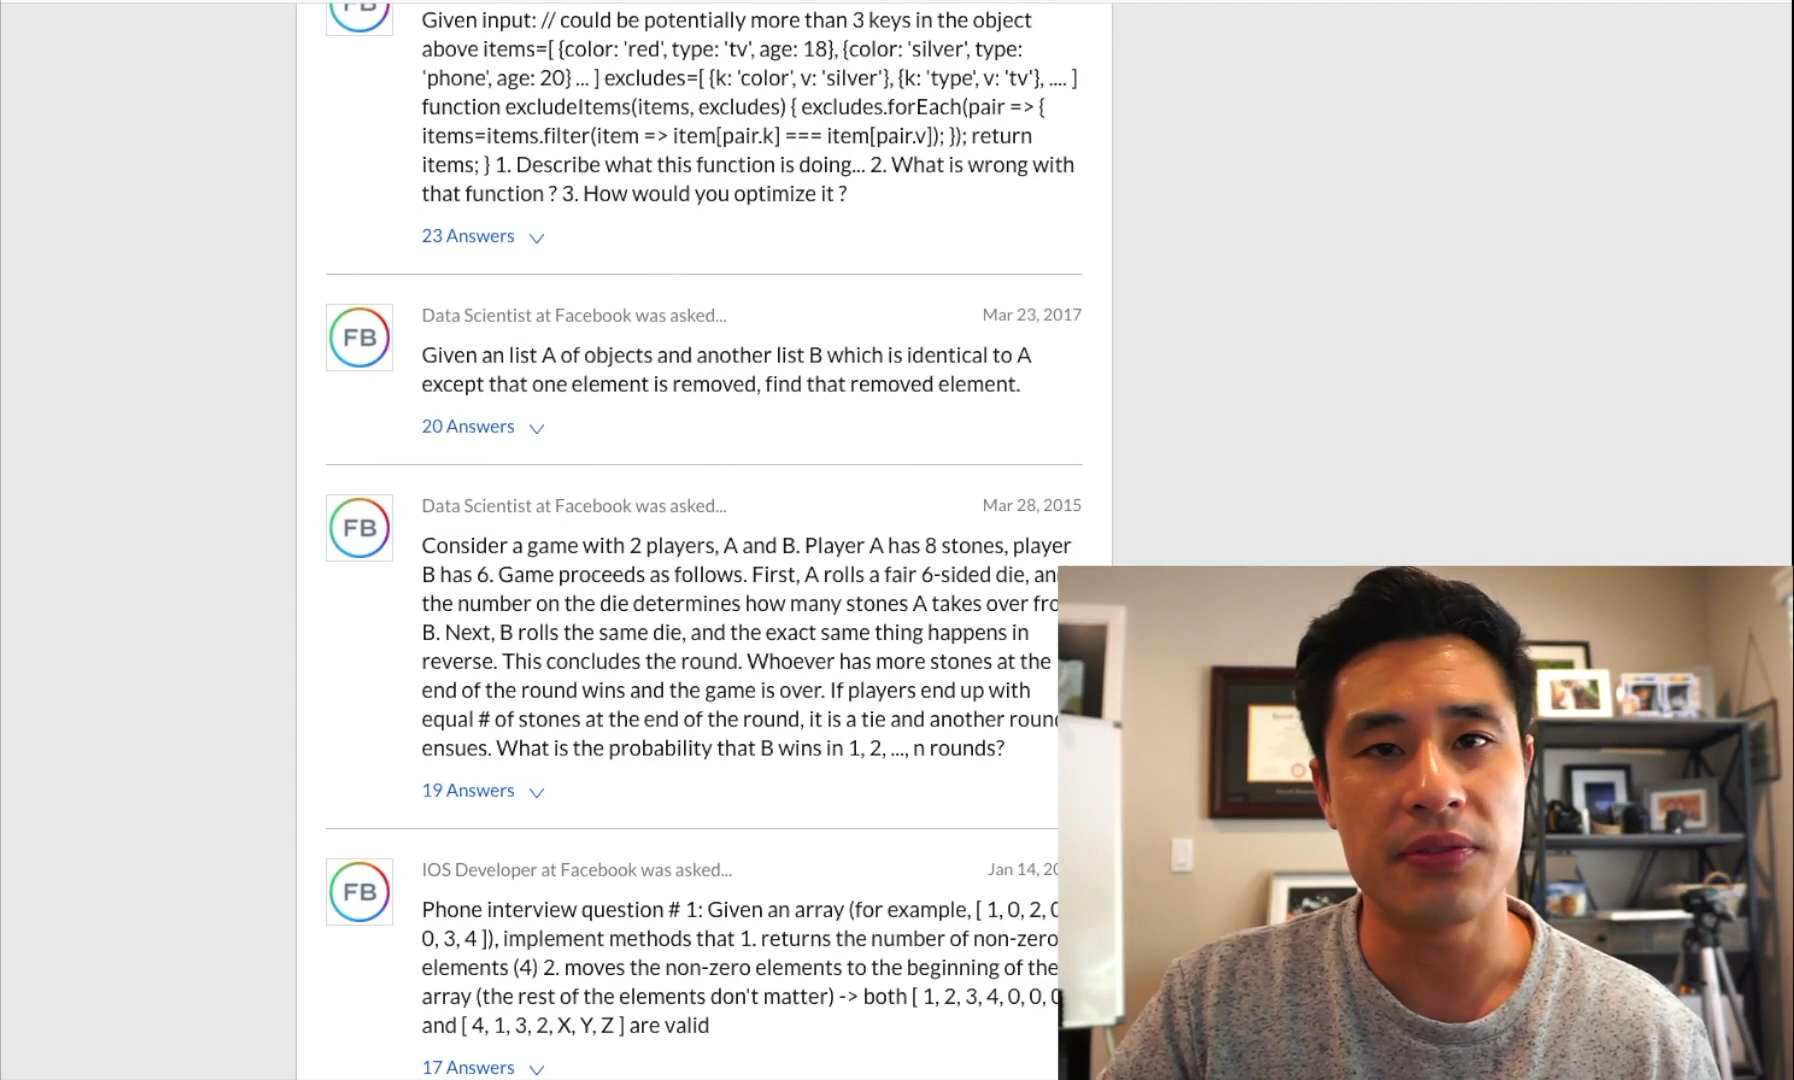 FB
Given input: // could be potentially more than 3 keys in the object
above items=[ {color: 'red', type: 'tv', age: 18}, {color: 'silver', type:
'phone', age: 20} ... ] excludes=[ {k: 'color', v: 'silver'}, {k: 'type', v: 'tv'}, .... ]
function excludeItems(items, excludes) { excludes.forEach(pair => {
items=items.filter(item => item[pair.k] === item[pair.v]); }); return
items; } 1. Describe what this function is doing... 2. What is wrong with
that function ? 3. How would you optimize it ?
23 Answers
FB
Data Scientist at Facebook was asked...
Mar 23, 2017
Given an list A of objects and another list B which is identical to A
except that one element is removed, find that removed element.
20 Answers
FB
Data Scientist at Facebook was asked...
Mar 28, 2015
Consider a game with 2 players, A and B. Player A has 8 stones, player
B has 6. Game proceeds as follows. First, A rolls a fair 6-sided die, an
the number on the die determines how many stones A takes over fro
B. Next, B rolls the same die, and the exact same thing happens in
reverse. This concludes the round. Whoever has more stones at the
end of the round wins and the game is over. If players end up with
equal # of stones at the end of the round, it is a tie and another roun
ensues. What is the probability that B wins in 1, 2, ..., n rounds?
19 Answers
FB
IOS Developer at Facebook was asked...
Jan 14, 20
Phone interview question # 1: Given an array (for example, [ 1, 0, 2, 0
0, 3, 4 ]), implement methods that 1. returns the number of non-zero
elements (4) 2. moves the non-zero elements to the beginning of the
array (the rest of the elements don't matter) -> both [ 1, 2, 3, 4, 0, 0, 0
and [ 4, 1, 3, 2, X, Y, Z ] are valid
17 Answers